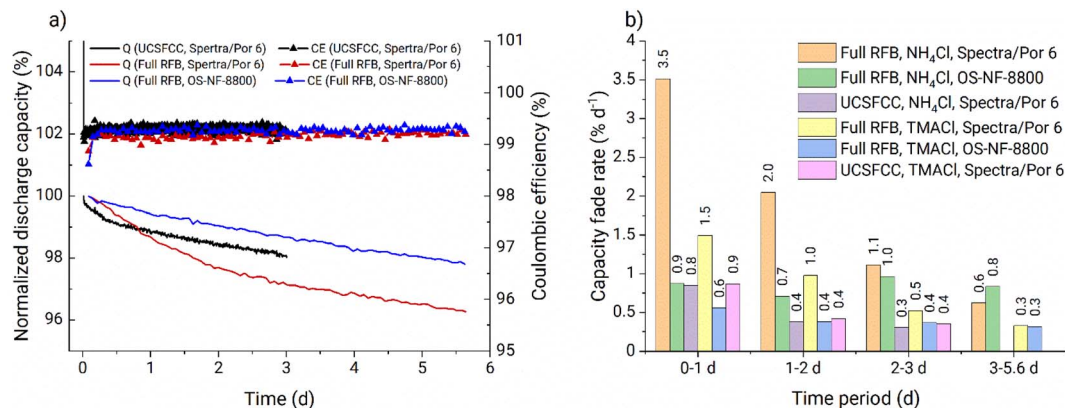 a)
Q (UCSFCC, Spectra/Por 6)
CE (UCSFCC, Spectra/Por 6)
Q (Full RFB, Spectra/Por 6)
CE (Full RFB, Spectra/Por 6)
Q (Full RFB, OS-NF-8800)
CE (Full RFB, OS-NF-8800)
Normalized discharge capacity (%)
104
102
100
98
96
Coulombic efficiency (%)
101
100
99
98
97
96
95
0
1
2
3
4
5
6
Time (d)
b)
Full RFB, NH₄Cl, Spectra/Por 6
Full RFB, NH₄Cl, OS-NF-8800
UCSFCC, NH₄Cl, Spectra/Por 6
Full RFB, TMACl, Spectra/Por 6
Full RFB, TMACl, OS-NF-8800
UCSFCC, TMACl, Spectra/Por 6
Capacity fade rate (% d⁻¹)
4
3.5
3
2.5
2
1.5
1
0.5
0
3.5
0.9
0.8
1.5
0.6
0.9
2.0
0.7
0.4
1.0
0.4
0.4
1.1
1.0
0.3
0.5
0.4
0.4
0.6
0.8
0.3
0.3
0-1 d
1-2 d
2-3 d
3-5.6 d
Time period (d)